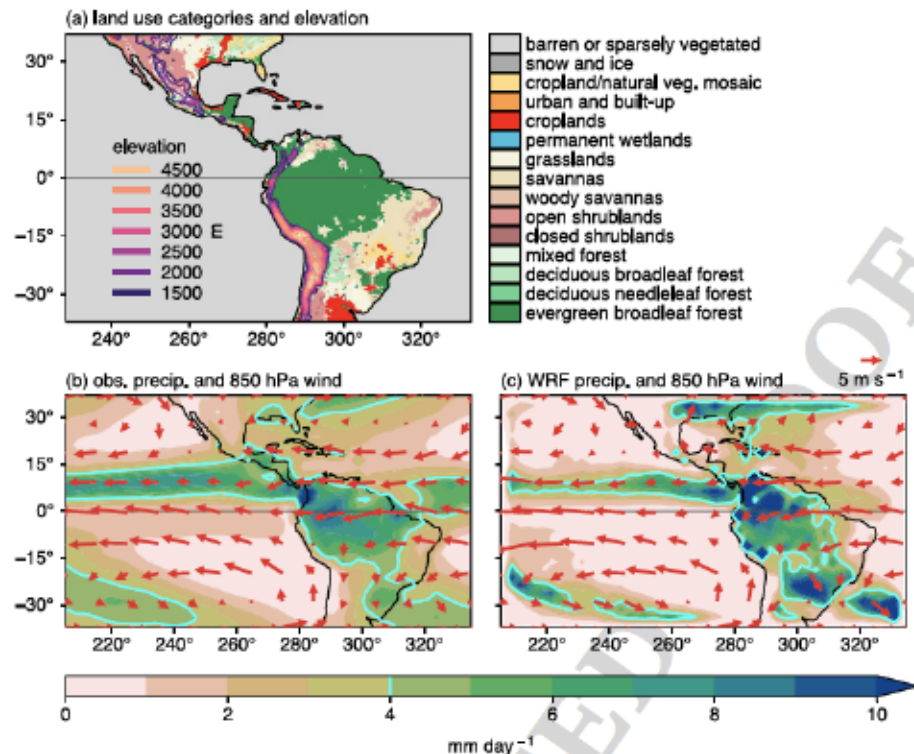 (a) land use categories and elevation
37°
15°
0°
−15°
−30°
elevation
4500
4000
3500
3000 E
2500
2000
1500
240° 260° 280° 300° 320°
barren or sparsely vegetated
snow and ice
cropland/natural veg. mosaic
urban and built-up
croplands
permanent wetlands
grasslands
savannas
woody savannas
open shrublands
closed shrublands
mixed forest
deciduous broadleaf forest
deciduous needleleaf forest
evergreen broadleaf forest
(b) obs. precip. and 850 hPa wind
(c) WRF precip. and 850 hPa wind
5 m s⁻¹
30°
15°
0°
−15°
−30°
220° 240° 260° 280° 300° 320°
220° 240° 260° 280° 300° 320°
0 2 4 6 8 10
mm day⁻¹
TED
OF